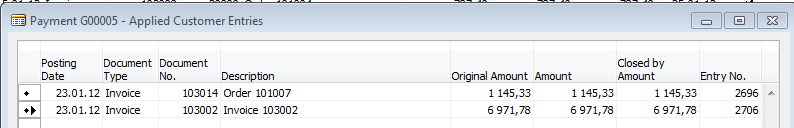 Payment G00005 - Applied Customer Entries
Posting Date Document Type Document No. Description Original Amount Amount Closed by Amount Entry No.
23.01.12 Invoice 103014 Order 101007 1 145,33 1 145,33 1 145,33 2696
23.01.12 Invoice 103002 Invoice 103002 6 971,78 6 971,78 6 971,78 2706